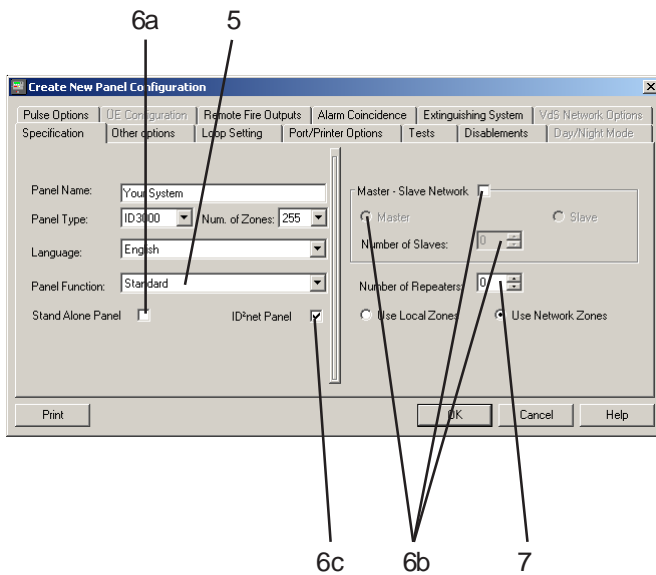 6a 5
Create New Panel Configuration
Pulse Options UE Configuration Remote Fire Outputs Alarm Coincidence Extinguishing System VdS Network Options
Specification Other options Loop Setting Port/Printer Options Tests Disablements Day/Night Mode
Panel Name: Your System
Master - Slave Network
Panel Type: ID3000 Num. of Zones: 255
Master Slave
Language: English
Number of Slaves: 0
Panel Function: Standard
Number of Repeaters: 0
Stand Alone Panel ID²net Panel
Use Local Zones Use Network Zones
Print OK Cancel Help
6c 6b 7